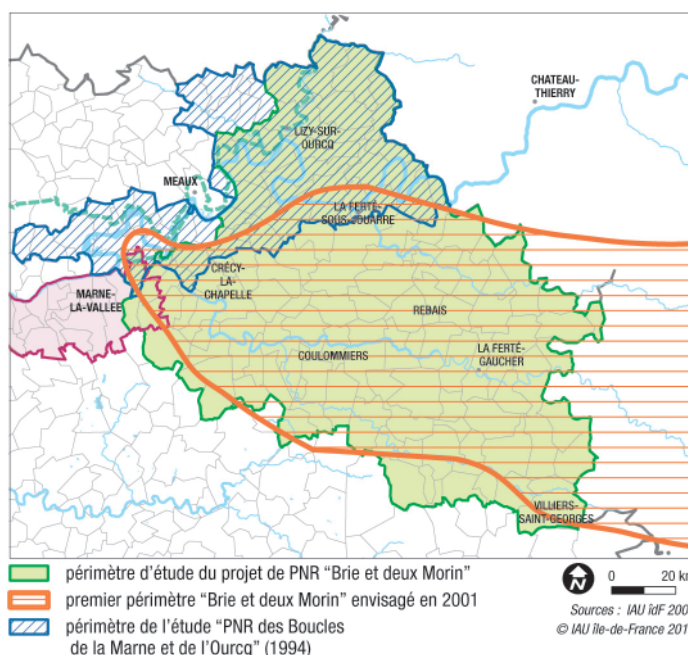 CHATEAU-
THIERRY
LIZY-SUR-
OURCQ
MEAUX
LA FERTÉ-
SOUS-JOUARRE
CRÉCY-
LA-
CHAPELLE
MARNE-
LA-VALLEE
REBAIS
COULOMMIERS
LA FERTÉ-
GAUCHER
VILLIERS-
SAINT-GEORGES
périmètre d'étude du projet de PNR "Brie et deux Morin"
premier périmètre "Brie et deux Morin" envisagé en 2001
périmètre de l'étude "PNR des Boucles
de la Marne et de l'Ourcq" (1994)
N
0 20 km
Sources : IAU îdF 200
© IAU île-de-France 201